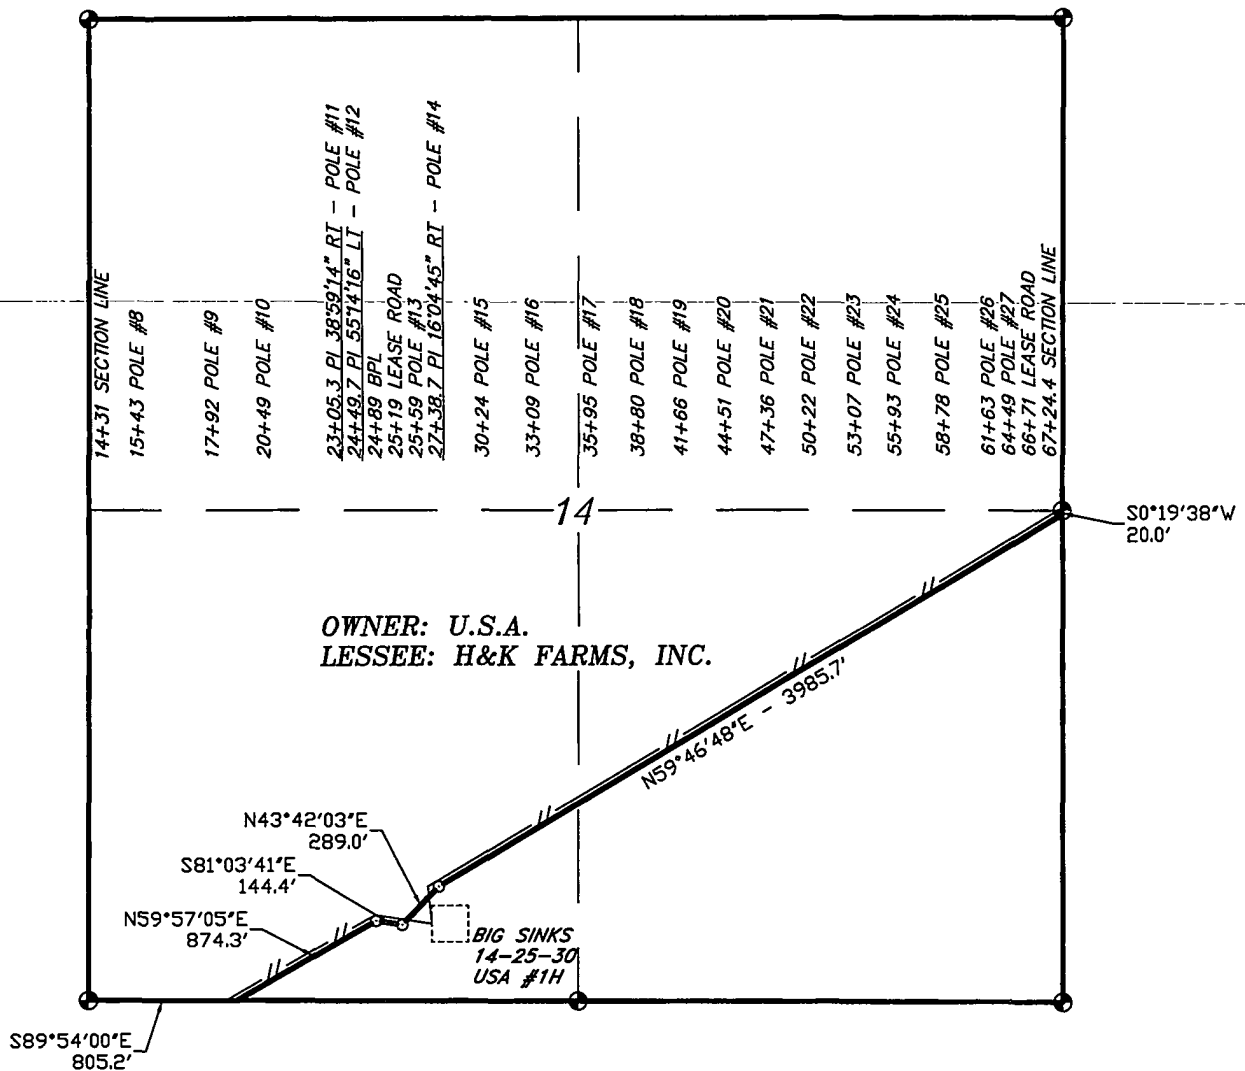 14+31 SECTION LINE
15+43 POLE #8
17+92 POLE #9
20+49 POLE #10
23+05.3 PI 38°59'14" RT - POLE #11
24+49.7 PI 55°14'16" LT - POLE #12
24+89 BPL
25+19 LEASE ROAD
25+59 POLE #13
27+38.7 PI 16°04'45" RT - POLE #14
30+24 POLE #15
33+09 POLE #16
35+95 POLE #17
38+80 POLE #18
41+66 POLE #19
44+51 POLE #20
47+36 POLE #21
50+22 POLE #22
53+07 POLE #23
55+93 POLE #24
58+78 POLE #25
61+63 POLE #26
64+49 POLE #27
66+71 LEASE ROAD
67+24.4 SECTION LINE
14
S0°19'38"W
20.0'
OWNER: U.S.A.
LESSEE: H&K FARMS, INC.
N59°46'48"E - 3985.7'
N43°42'03"E
289.0'
S81°03'41"E
144.4'
N59°57'05"E
874.3'
BIG SINKS
14-25-30
USA #1H
S89°54'00"E
805.2'